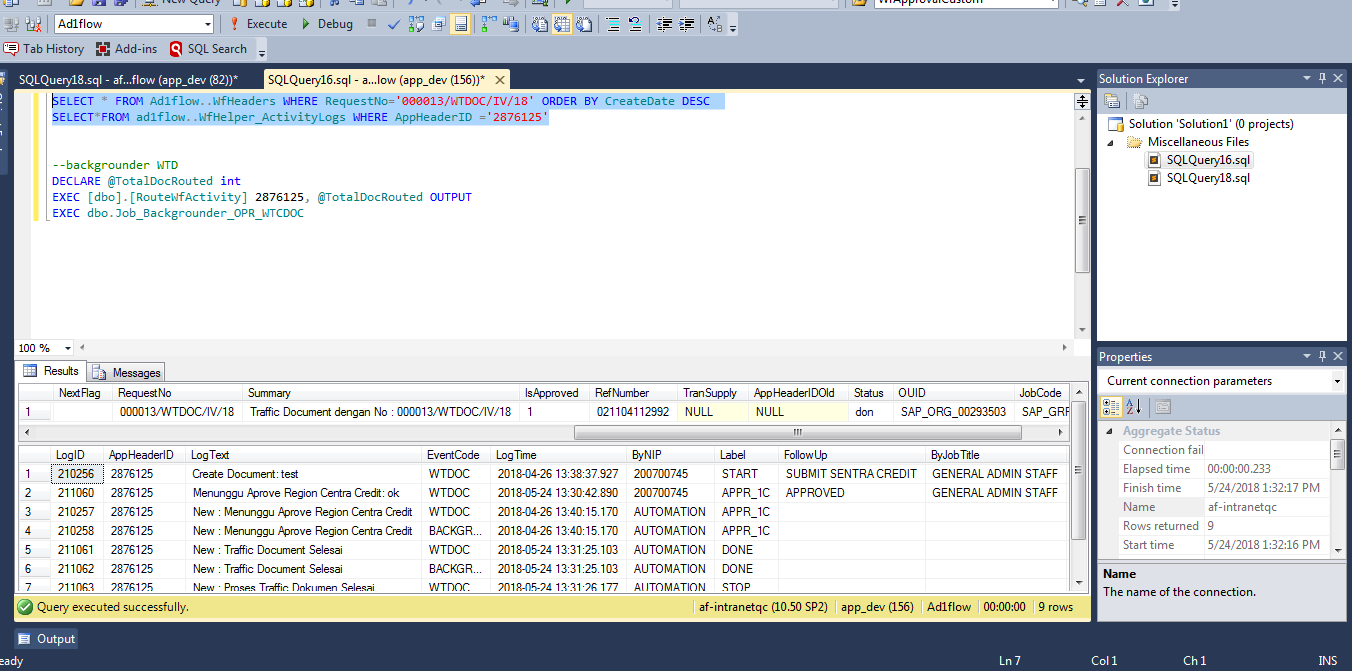 New Query
WfApprovalCustom
Ad1flow Execute Debug
Tab History Add-ins SQL Search
SQLQuery18.sql - af...flow (app_dev (82))*
SQLQuery16.sql - a...low (app_dev (156))*
SELECT * FROM Ad1flow..WfHeaders WHERE RequestNo='000013/WTDOC/IV/18' ORDER BY CreateDate DESC
SELECT*FROM ad1flow..WfHelper_ActivityLogs WHERE AppHeaderID ='2876125'
--backgrounder WTD
DECLARE @TotalDocRouted int
EXEC [dbo].[RouteWfActivity] 2876125, @TotalDocRouted OUTPUT
EXEC dbo.Job_Backgrounder_OPR_WTCDOC
100 %
Results Messages
NextFlag RequestNo Summary IsApproved RefNumber TranSupply AppHeaderIDOld Status OUID JobCode
1 000013/WTDOC/IV/18 Traffic Document dengan No : 000013/WTDOC/IV/18 1 021104112992 NULL NULL don SAP_ORG_00293503 SAP_GRF
LogID AppHeaderID LogText EventCode LogTime ByNIP Label FollowUp ByJobTitle
1 210256 2876125 Create Document: test WTDOC 2018-04-26 13:38:37.927 200700745 START SUBMIT SENTRA CREDIT GENERAL ADMIN STAFF
2 211060 2876125 Menunggu Aprove Region Centra Credit: ok WTDOC 2018-05-24 13:30:42.890 200700745 APPR_1C APPROVED GENERAL ADMIN STAFF
3 210257 2876125 New : Menunggu Aprove Region Centra Credit WTDOC 2018-04-26 13:40:15.170 AUTOMATION APPR_1C
4 210258 2876125 New : Menunggu Aprove Region Centra Credit BACKGR... 2018-04-26 13:40:15.170 AUTOMATION APPR_1C
5 211061 2876125 New : Traffic Document Selesai WTDOC 2018-05-24 13:31:25.103 AUTOMATION DONE
6 211062 2876125 New : Traffic Document Selesai BACKGR... 2018-05-24 13:31:25.103 AUTOMATION DONE
7 211063 2876125 New : Proses Traffic Dokumen Selesai WTDOC 2018-05-24 13:31:26.177 AUTOMATION STOP
Query executed successfully. af-intranetqc (10.50 SP2) app_dev (156) Ad1flow 00:00:00 9 rows
Output
eady Ln 7 Col 1 Ch 1 INS
Solution Explorer
Solution 'Solution1' (0 projects)
Miscellaneous Files
SQLQuery16.sql
SQLQuery18.sql
Properties
Current connection parameters
Aggregate Status
Connection fail
Elapsed time 00:00:00.233
Finish time 5/24/2018 1:32:17 PM
Name af-intranetqc
Rows returned 9
Start time 5/24/2018 1:32:16 PM
Name
The name of the connection.